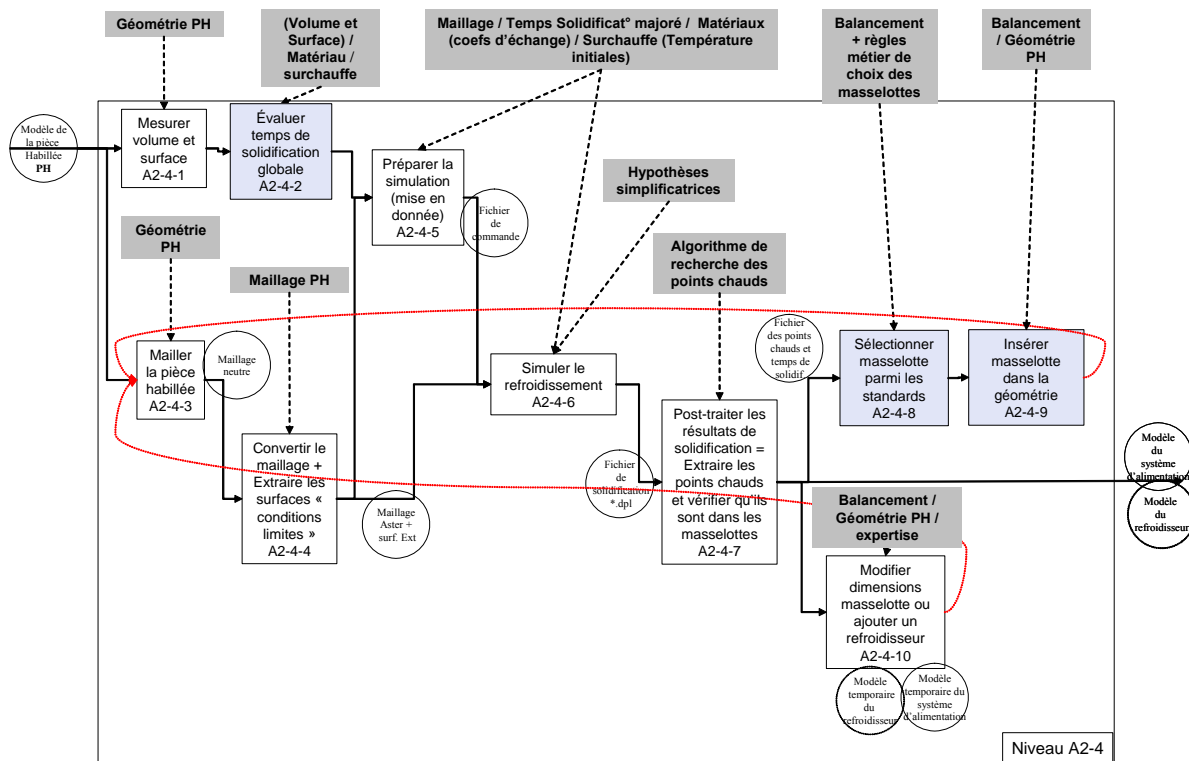 Géométrie PH
(Volume et
Surface) /
Matériau /
surchauffe
Maillage / Temps Solidificat° majoré / Matériaux
(coefs d'échange) / Surchauffe (Température
initiales)
Balancement
+ règles
métier de
choix des
masselottes
Balancement
/ Géométrie
PH
Modèle de
la pièce
Habillée
PH
Mesurer
volume et
surface
A2-4-1
Évaluer
temps de
solidification
globale
A2-4-2
Préparer la
simulation
(mise en
donnée)
A2-4-5
Fichier
de
commande
Hypothèses
simplificatrices
Géométrie
PH
Maillage PH
Algorithme de
recherche des
points chauds
Mailler
la pièce
habillée
A2-4-3
Maillage
neutre
Simuler le
refroidissement
A2-4-6
Fichier
des points
chauds et
temps de
solidif.
Sélectionner
masselotte
parmi les
standards
A2-4-8
Insérer
masselotte
dans la
géométrie
A2-4-9
Convertir le
maillage +
Extraire les
surfaces «
conditions
limites »
A2-4-4
Maillage
Aster +
surf. Ext
Fichier
de
solidification
*.dpl
Post-traiter les
résultats de
solidification =
Extraire les
points chauds
et vérifier qu'ils
sont dans les
masselottes
A2-4-7
Modèle
du
système
d'alimentation
Modèle
du
refroidisseur
Balancement /
Géométrie PH /
expertise
Modifier
dimensions
masselotte ou
ajouter un
refroidisseur
A2-4-10
Modèle
temporaire
du
refroidisseur
Modèle
temporaire du
système
d'alimentation
Niveau A2-4